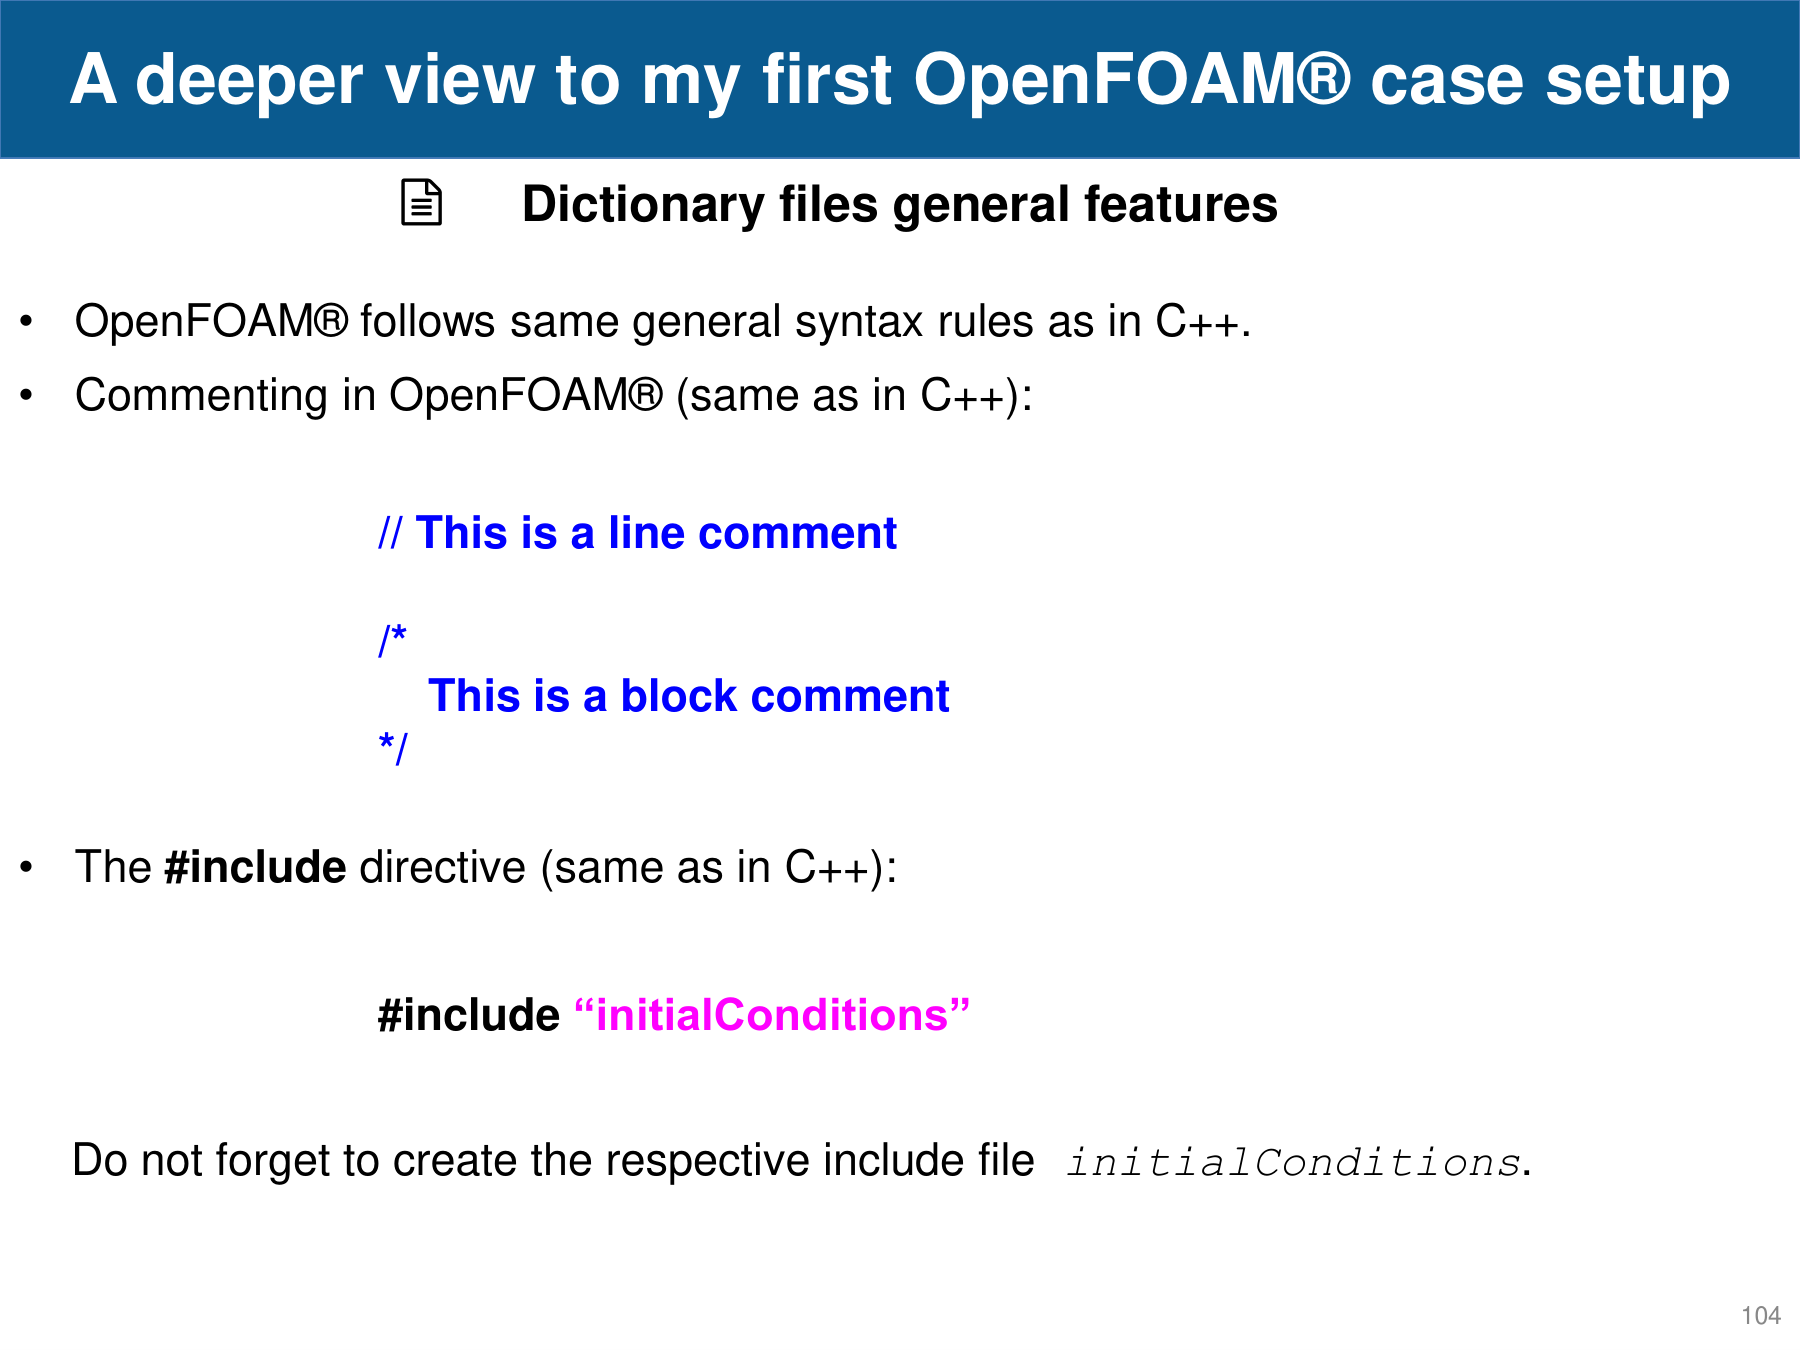 A deeper view to my first OpenFOAM® case setup
Dictionary files general features
• OpenFOAM® follows same general syntax rules as in C++.
• Commenting in OpenFOAM® (same as in C++):
// This is a line comment
/*
This is a block comment
*/
• The #include directive (same as in C++):
#include “initialConditions”
Do not forget to create the respective include file initialConditions.
104